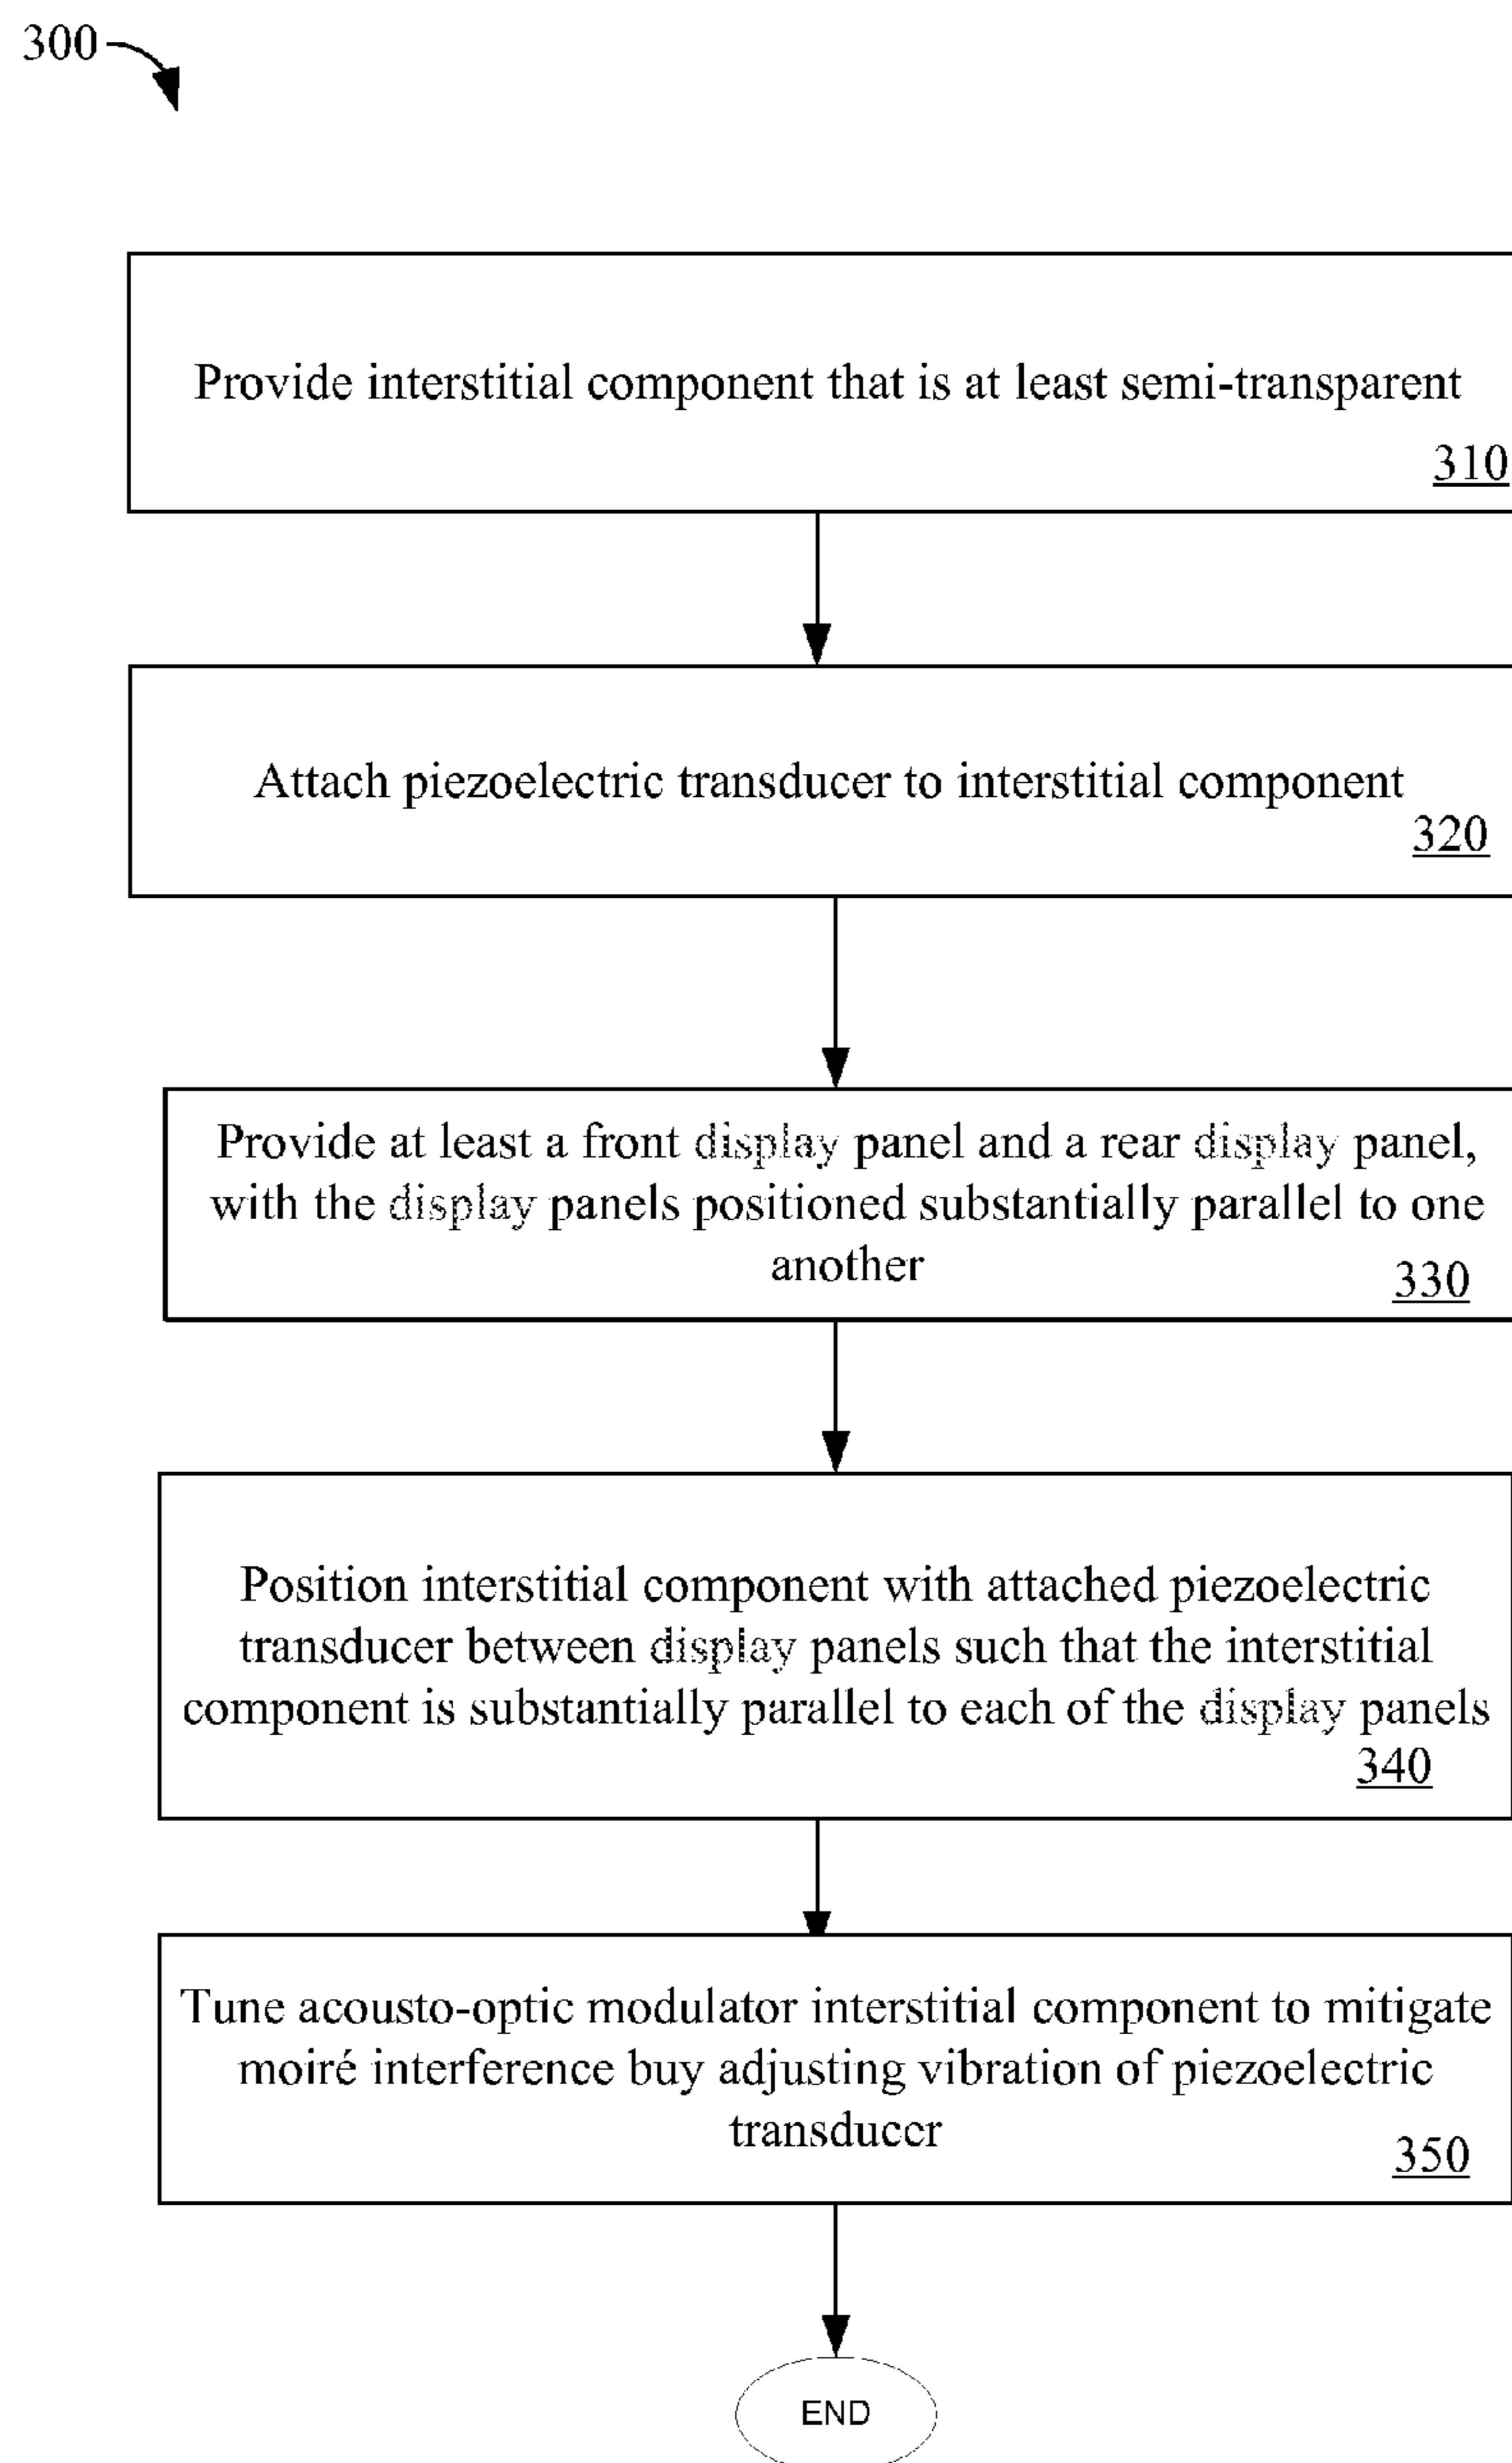 300
Provide interstitial component that is at least semi-transparent
310
Attach piezoelectric transducer to interstitial component
320
Provide at least a front display panel and a rear display panel,
with the display panels positioned substantially parallel to one
another
330
Position interstitial component with attached piezoelectric
transducer between display panels such that the interstitial
component is substantially parallel to each of the display panels
340
Tune acousto-optic modulator interstitial component to mitigate
moiré interference buy adjusting vibration of piezoelectric
transducer
350
END